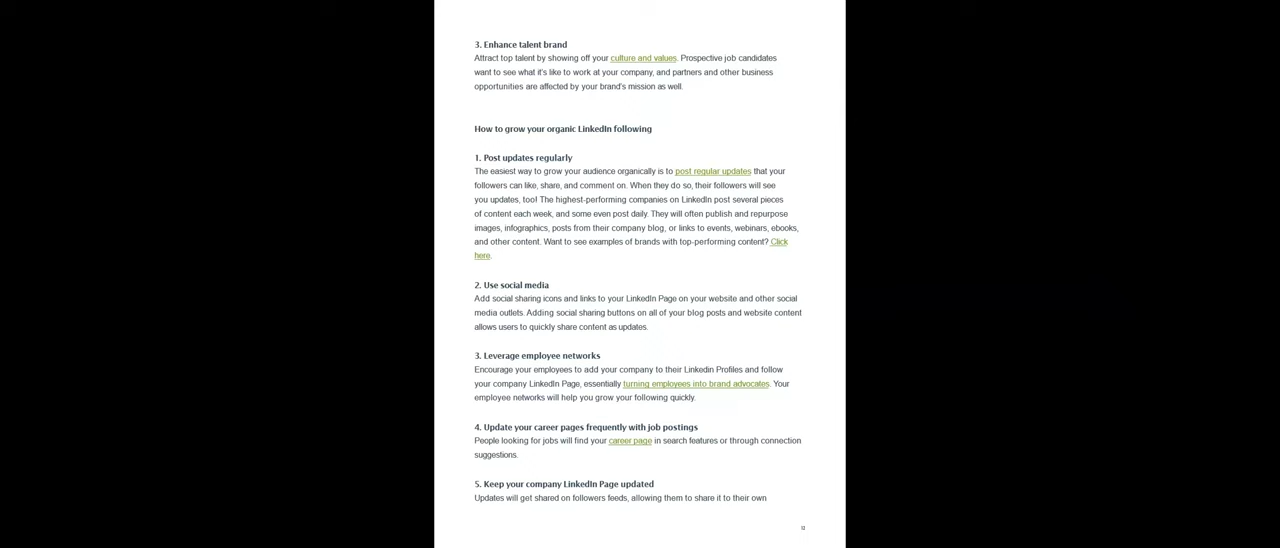 3. Enhance talent brand
Attract top talent by showing off your culture and values. Prospective job candidates
want to see what it's like to work at your company, and partners and other business
opportunities are affected by your brand's mission as well.
How to grow your organic LinkedIn following
1. Post updates regularly
The easiest way to grow your audience organically is to post regular updates that your
followers can like, share, and comment on. When they do so, their followers will see
you updates, too! The highest-performing companies on LinkedIn post several pieces
of content each week, and some even post daily. They will often publish and repurpose
images, infographics, posts from their company blog, or links to events, webinars, ebooks,
and other content. Want to see examples of brands with top-performing content? Click
here.
2. Use social media
Add social sharing icons and links to your LinkedIn Page on your website and other social
media outlets. Adding social sharing buttons on all of your blog posts and website content
allows users to quickly share content as updates.
3. Leverage employee networks
Encourage your employees to add your company to their Linkedin Profiles and follow
your company LinkedIn Page, essentially turning employees into brand advocates. Your
employee networks will help you grow your following quickly.
4. Update your career pages frequently with job postings
People looking for jobs will find your career page in search features or through connection
suggestions.
5. Keep your company LinkedIn Page updated
Updates will get shared on followers feeds, allowing them to share it to their own
12